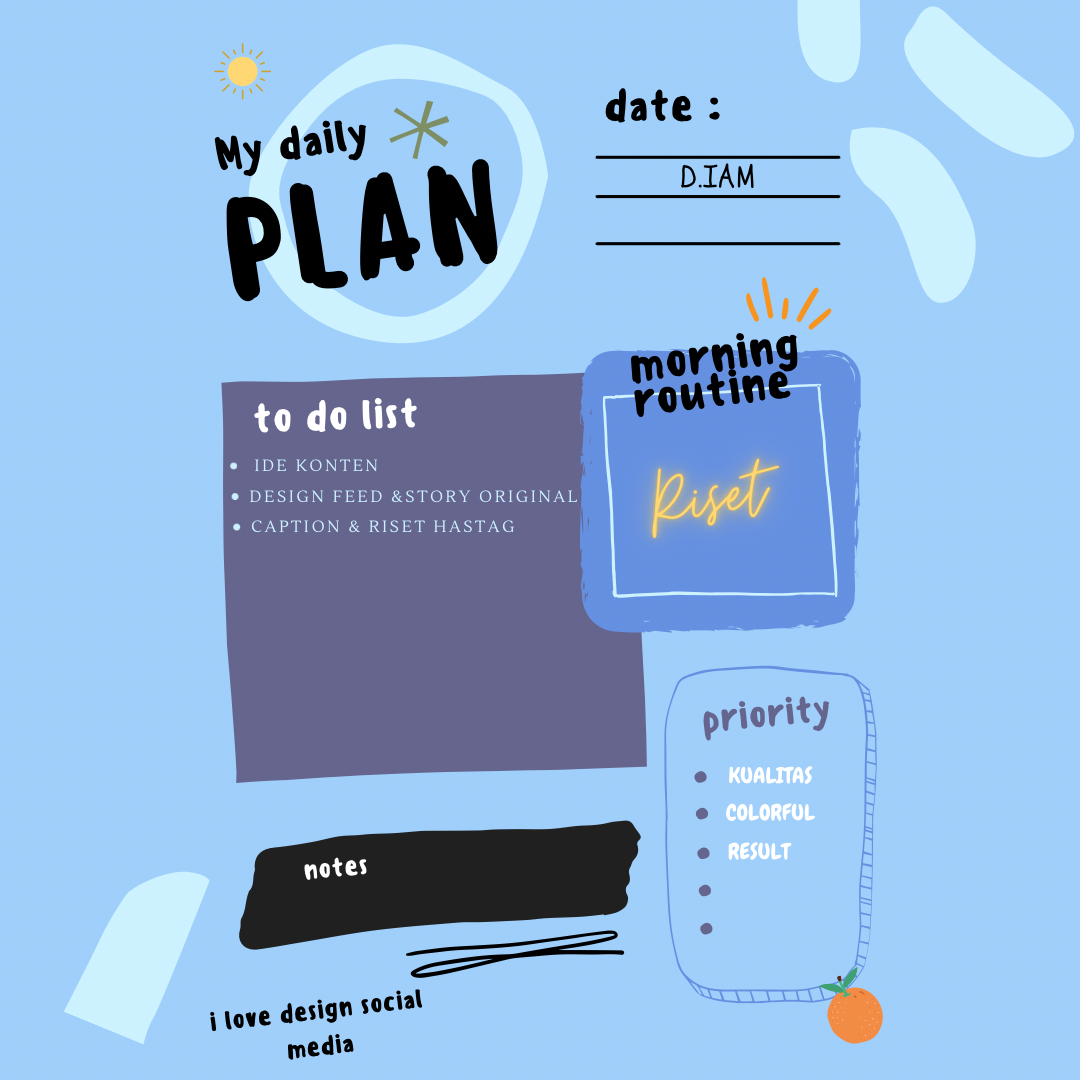 My daily
PLAN
date :
D.IAM
morning
routine
Riset
to do list
IDE KONTEN
DESIGN FEED &STORY ORIGINAL
CAPTION & RISET HASTAG
priority
KUALITAS
COLORFUL
RESULT
notes
i love design social
media